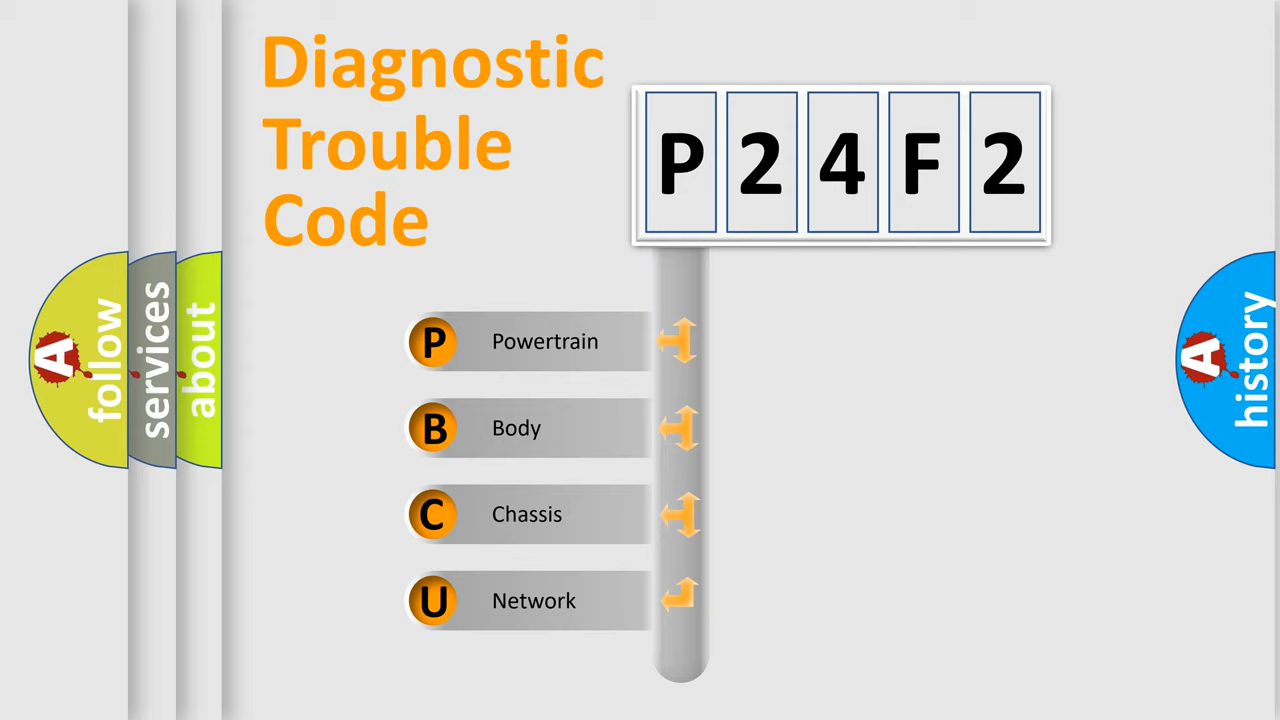 Diagnostic
Trouble
Code
P 2 4 F 2
P Powertrain
B Body
C Chassis
U Network
A follow
services
about
A history